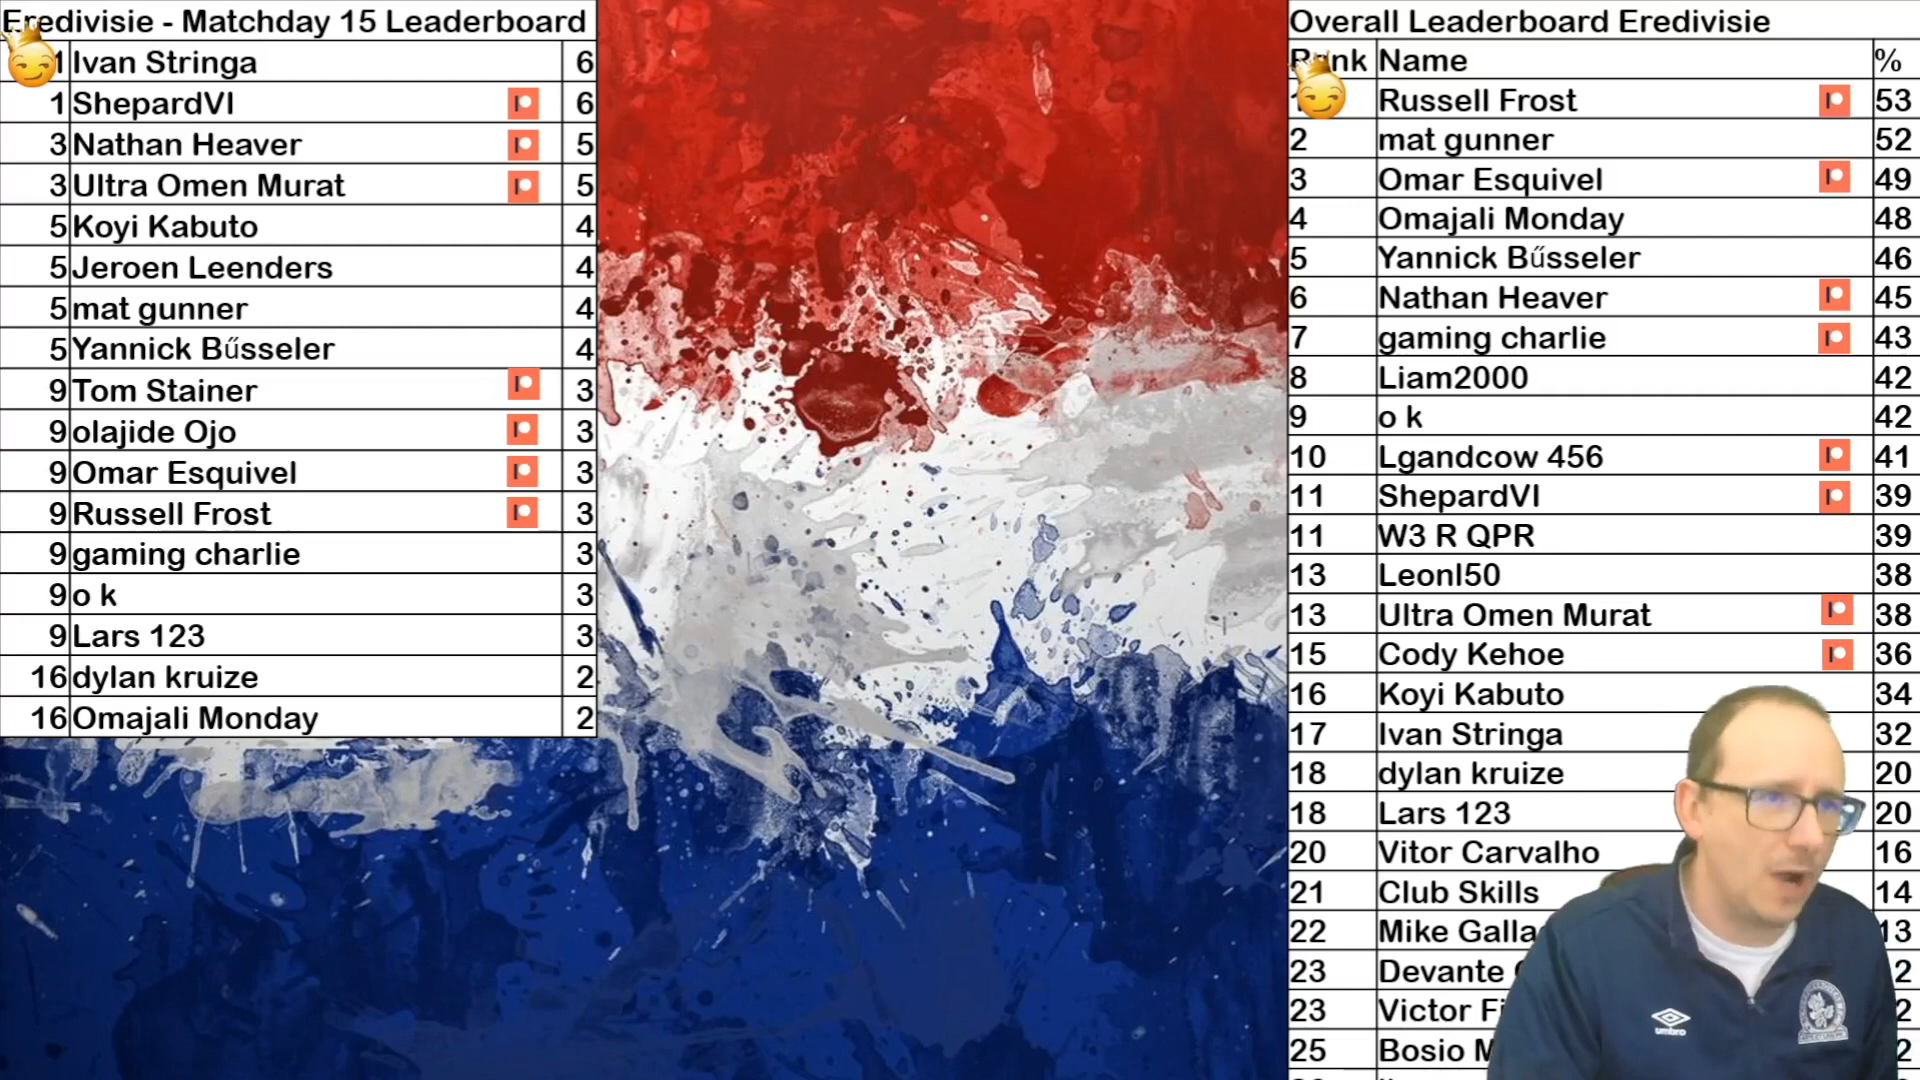 Eredivisie - Matchday 15 Leaderboard
1 Ivan Stringa 6
1 ShepardVI 6
3 Nathan Heaver 5
3 Ultra Omen Murat 5
5 Koyi Kabuto 4
5 Jeroen Leenders 4
5 mat gunner 4
5 Yannick Bűsseler 4
9 Tom Stainer 3
9 olajide Ojo 3
9 Omar Esquivel 3
9 Russell Frost 3
9 gaming charlie 3
9 o k 3
9 Lars 123 3
16 dylan kruize 2
16 Omajali Monday 2
Overall Leaderboard Eredivisie
Rank Name %
1 Russell Frost 53
2 mat gunner 52
3 Omar Esquivel 49
4 Omajali Monday 48
5 Yannick Bűsseler 46
6 Nathan Heaver 45
7 gaming charlie 43
8 Liam2000 42
9 o k 42
10 Lgandcow 456 41
11 ShepardVI 39
11 W3 R QPR 39
13 Leonl50 38
13 Ultra Omen Murat 38
15 Cody Kehoe 36
16 Koyi Kabuto 34
17 Ivan Stringa 32
18 dylan kruize 20
18 Lars 123 20
20 Vitor Carvalho 16
21 Club Skills 14
22 Mike 13
23 Devante
23 Victor
25 Bosio
umbro